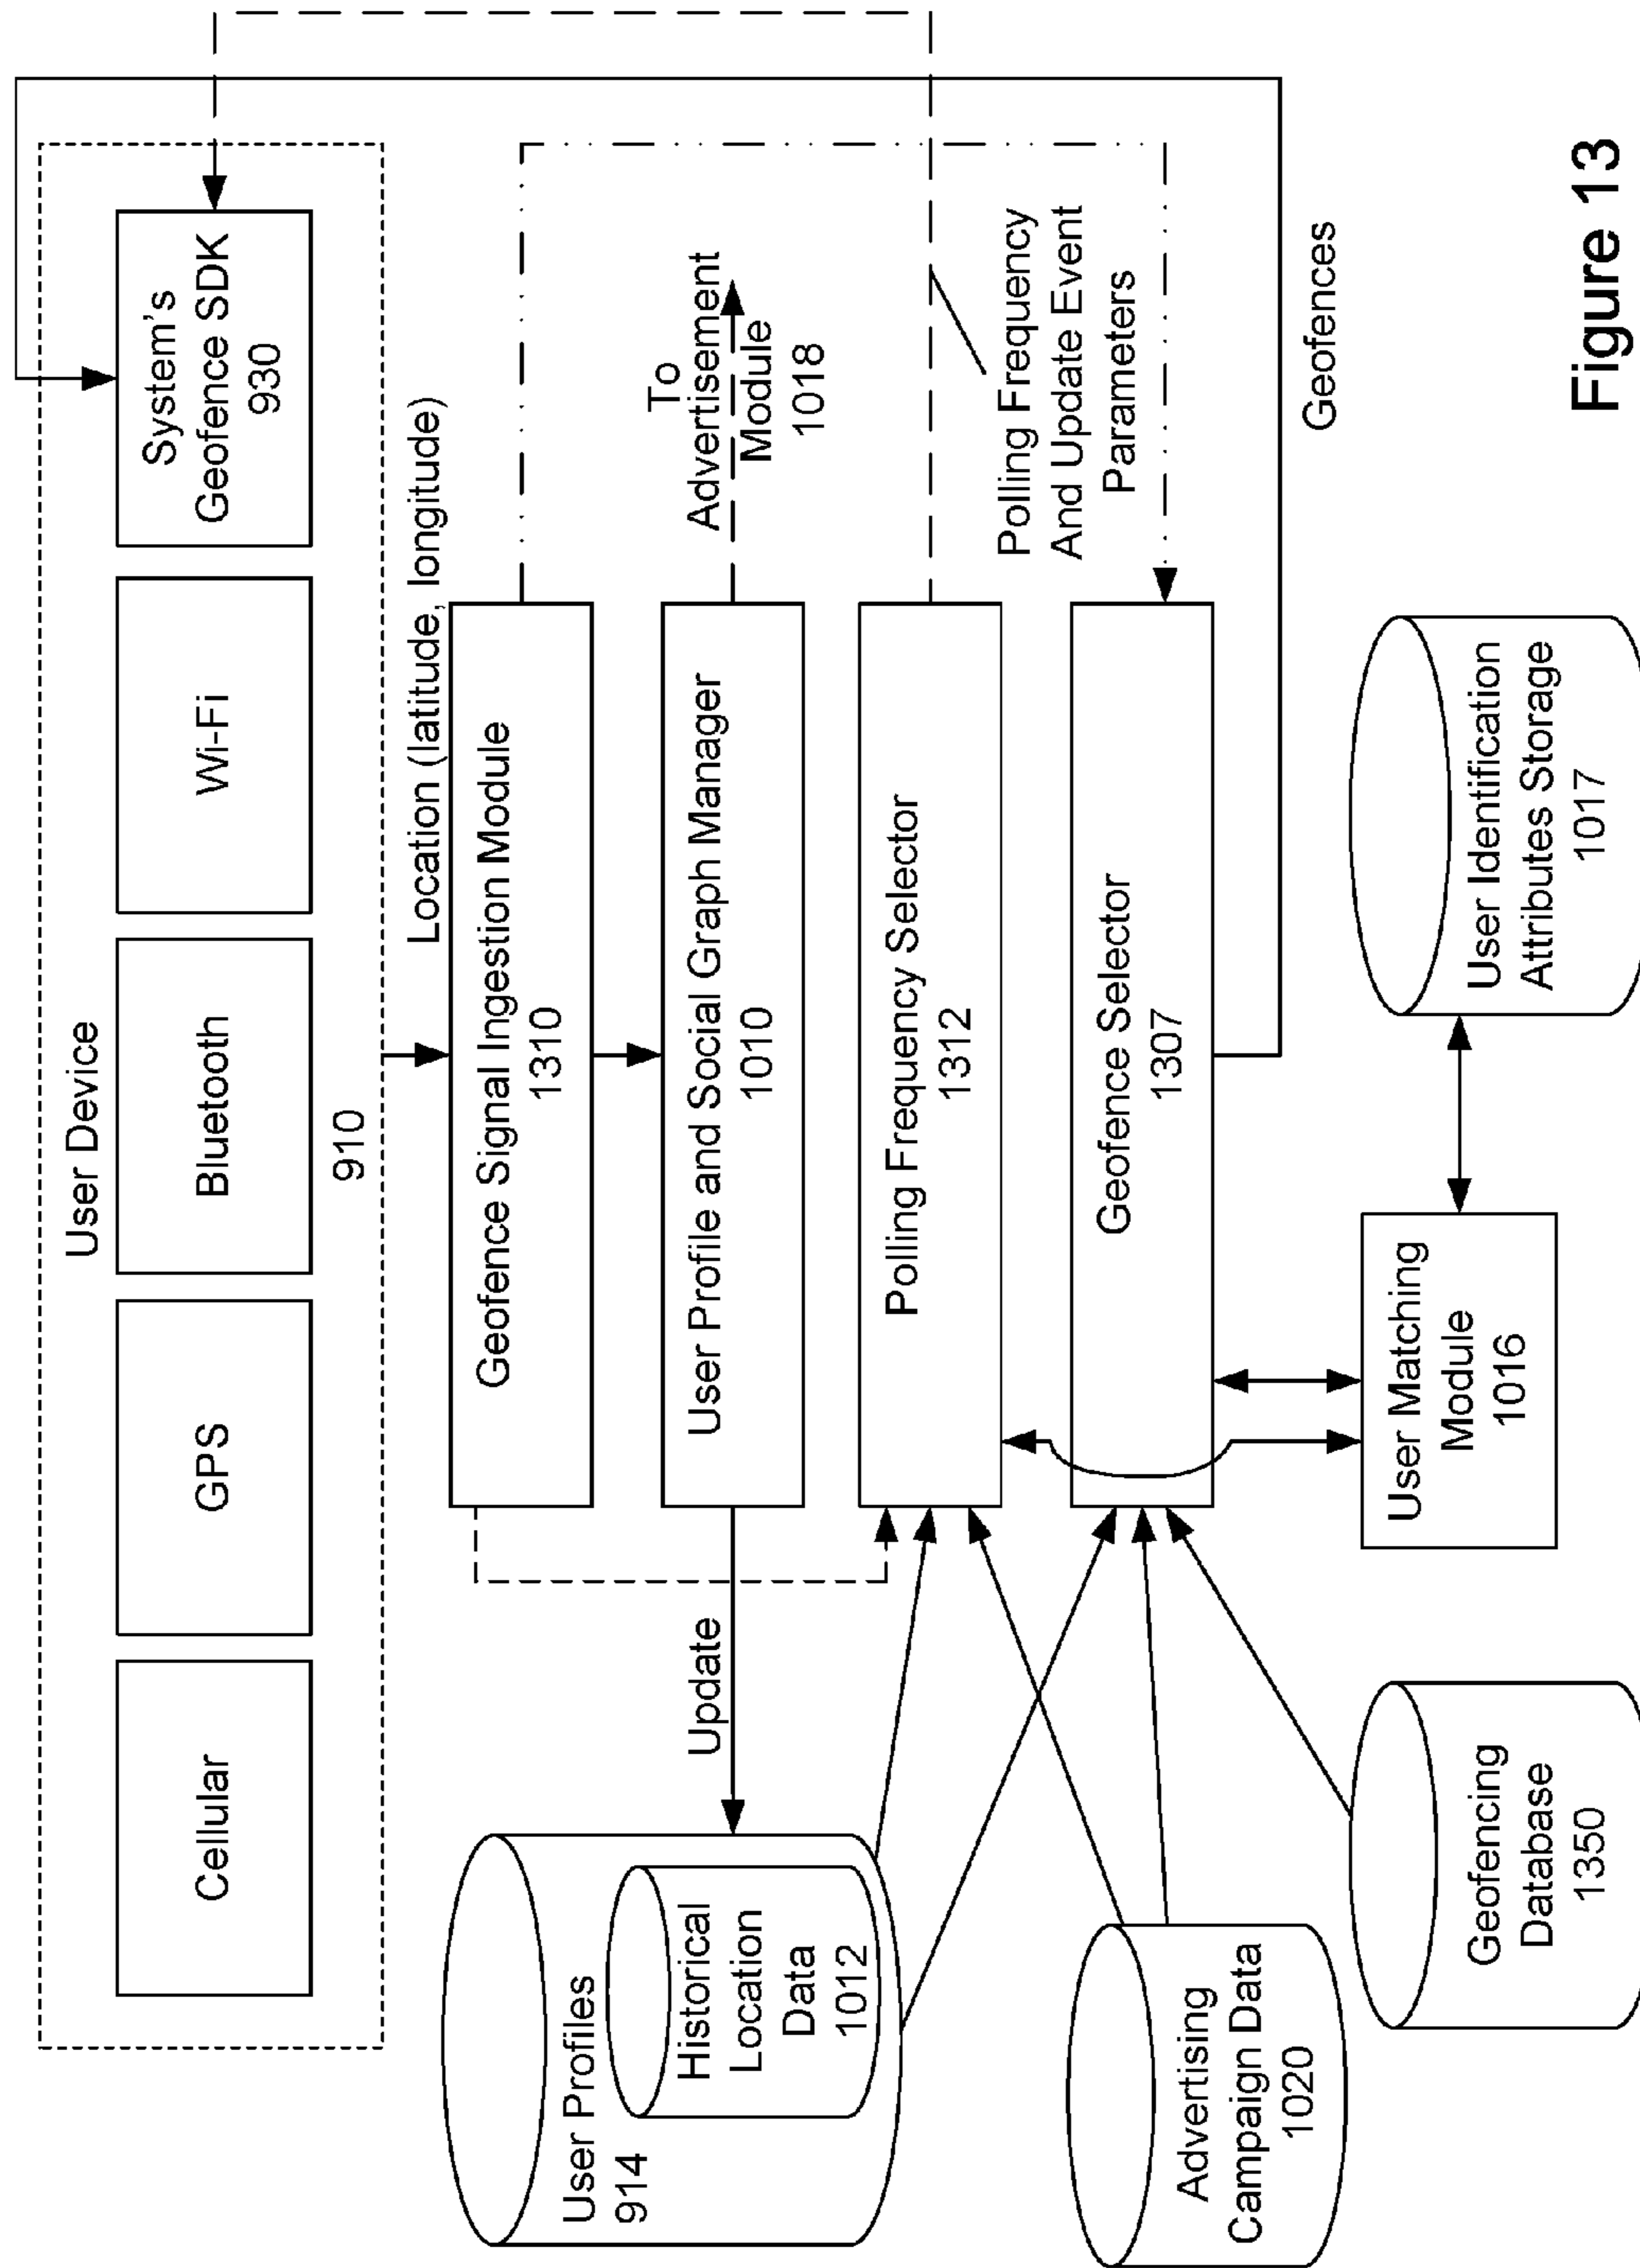 User Device
Cellular
GPS
Bluetooth
Wi-Fi
System's
Geofence SDK
930
910
Location (latitude, longitude)
Geofence Signal Ingestion Module
1310
User Profiles
914
Historical
Location
Data
1012
Update
User Profile and Social Graph Manager
1010
To
Advertisement
Module
1018
Polling Frequency Selector
1312
Polling Frequency
And Update Event
Parameters
Advertising
Campaign Data
1020
Geofence Selector
1307
Geofences
Geofencing
Database
1350
User Matching
Module
1016
User Identification
Attributes Storage
1017
Figure 13